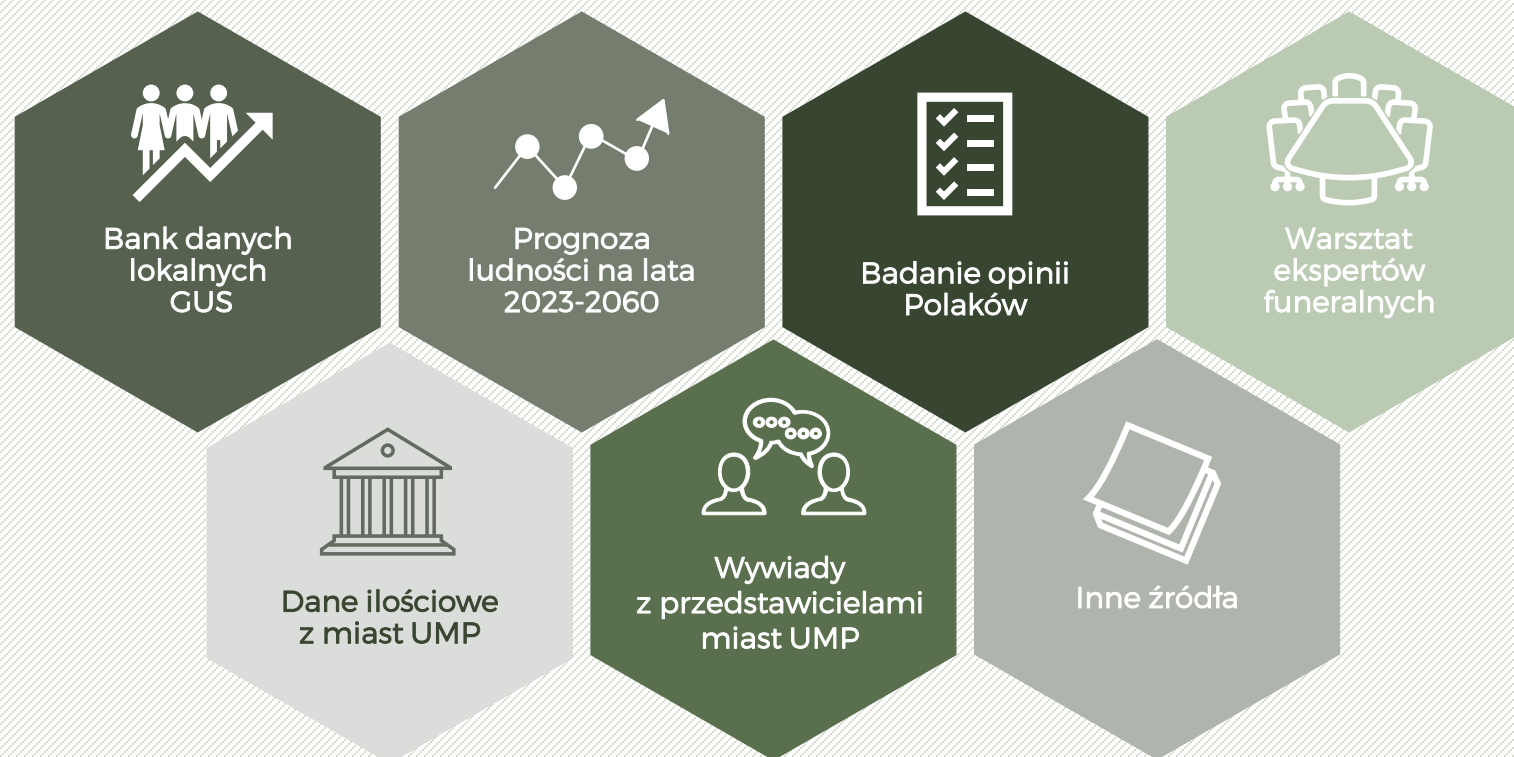 Bank danych
lokalnych
GUS
Prognoza
ludności na lata
2023-2060
Badanie opinii
Polaków
Warsztat
ekspertów
funeralnych
Dane ilościowe
z miast UMP
Wywiady
z przedstawicielami
miast UMP
Inne źródła